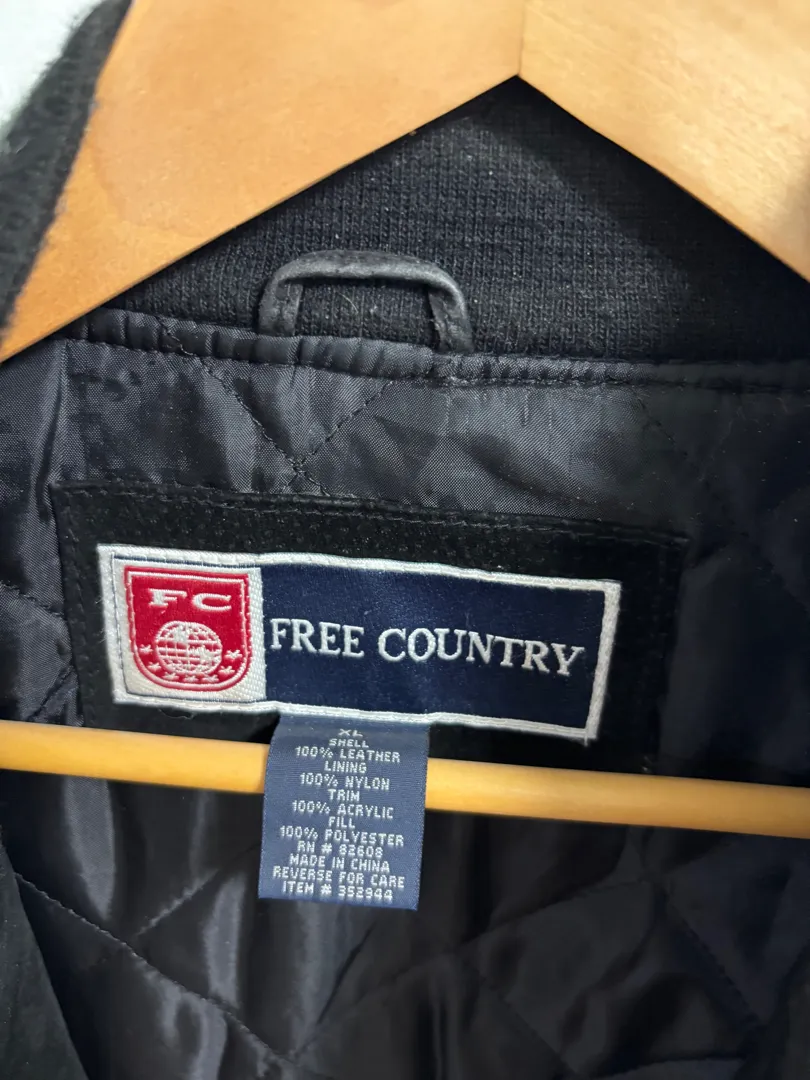 FC
FREE COUNTRY
XL
SHELL
100% LEATHER
LINING
100% NYLON
TRIM
100% ACRYLIC
FILL
100% POLYESTER
RN # 82608
MADE IN CHINA
REVERSE FOR CARE
ITEM # 352944